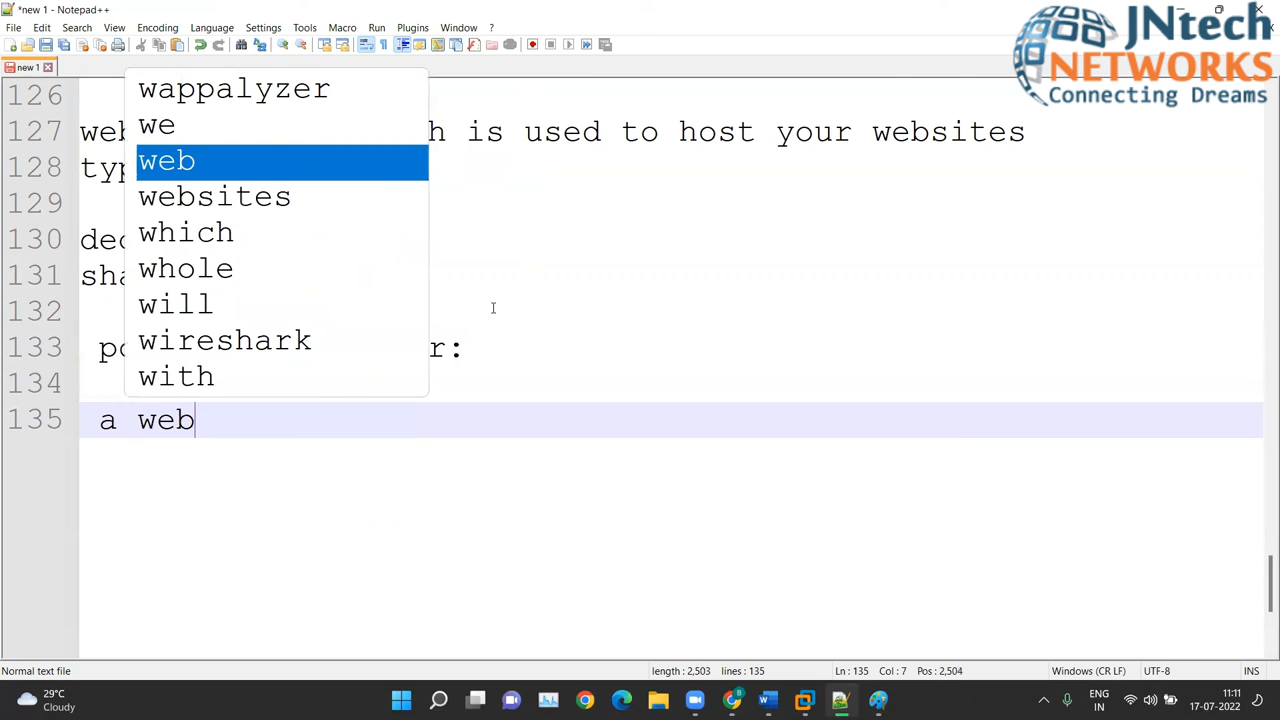 *new 1 - Notepad++
File Edit Search View Encoding Language Settings Tools Macro Run Plugins Window ?
new 1
JNtech
NETWORKS
Connecting Dreams
126
127 web h is used to host your websites
128 typ
129
130 dec
131 sha
132
133 po r:
134
135 a web
wappalyzer
we
web
websites
which
whole
will
wireshark
with
Normal text file length : 2,503 lines : 135 Ln : 135 Col : 7 Pos : 2,504 Windows (CR LF) UTF-8 INS
29°C
Cloudy
8
ENG
IN
11:11
17-07-2022